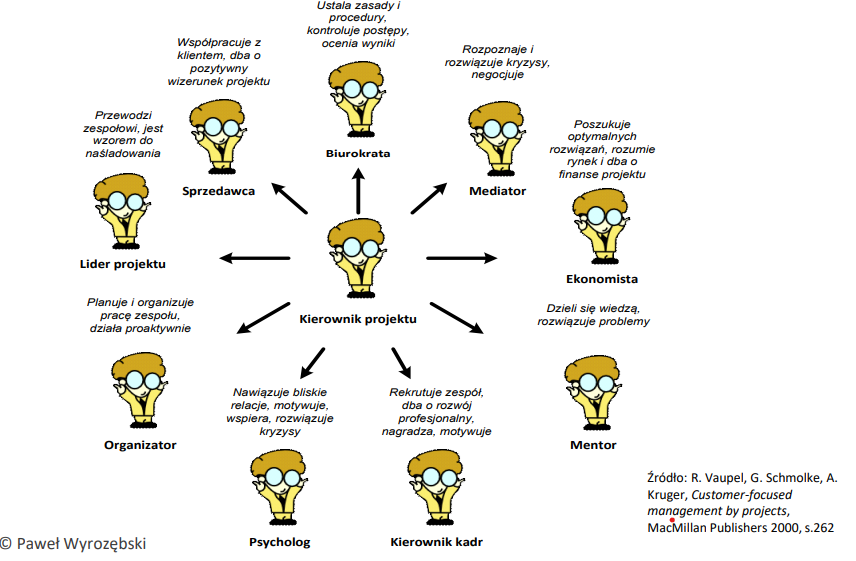 Ustala zasady i
procedury,
kontroluje postępy,
ocenia wyniki
Biurokrata
Współpracuje z
klientem, dba o
pozytywny
wizerunek projektu
Sprzedawca
Rozpoznaje i
rozwiązuje kryzysy,
negocjuje
Mediator
Przewodzi
zespołowi, jest
wzorem do
naśladowania
Lider projektu
Poszukuje
optymalnych
rozwiązań, rozumie
rynek i dba o
finanse projektu
Ekonomista
Kierownik projektu
Planuje i organizuje
pracę zespołu,
działa proaktywnie
Organizator
Dzieli się wiedzą,
rozwiązuje problemy
Mentor
Nawiązuje bliskie
relacje, motywuje,
wspiera, rozwiązuje
kryzysy
Psycholog
Rekrutuje zespół,
dba o rozwój
profesjonalny,
nagradza, motywuje
Kierownik kadr
Źródło: R. Vaupel, G. Schmolke, A.
Kruger, Customer-focused
management by projects,
MacMillan Publishers 2000, s.262
© Paweł Wyrozębski